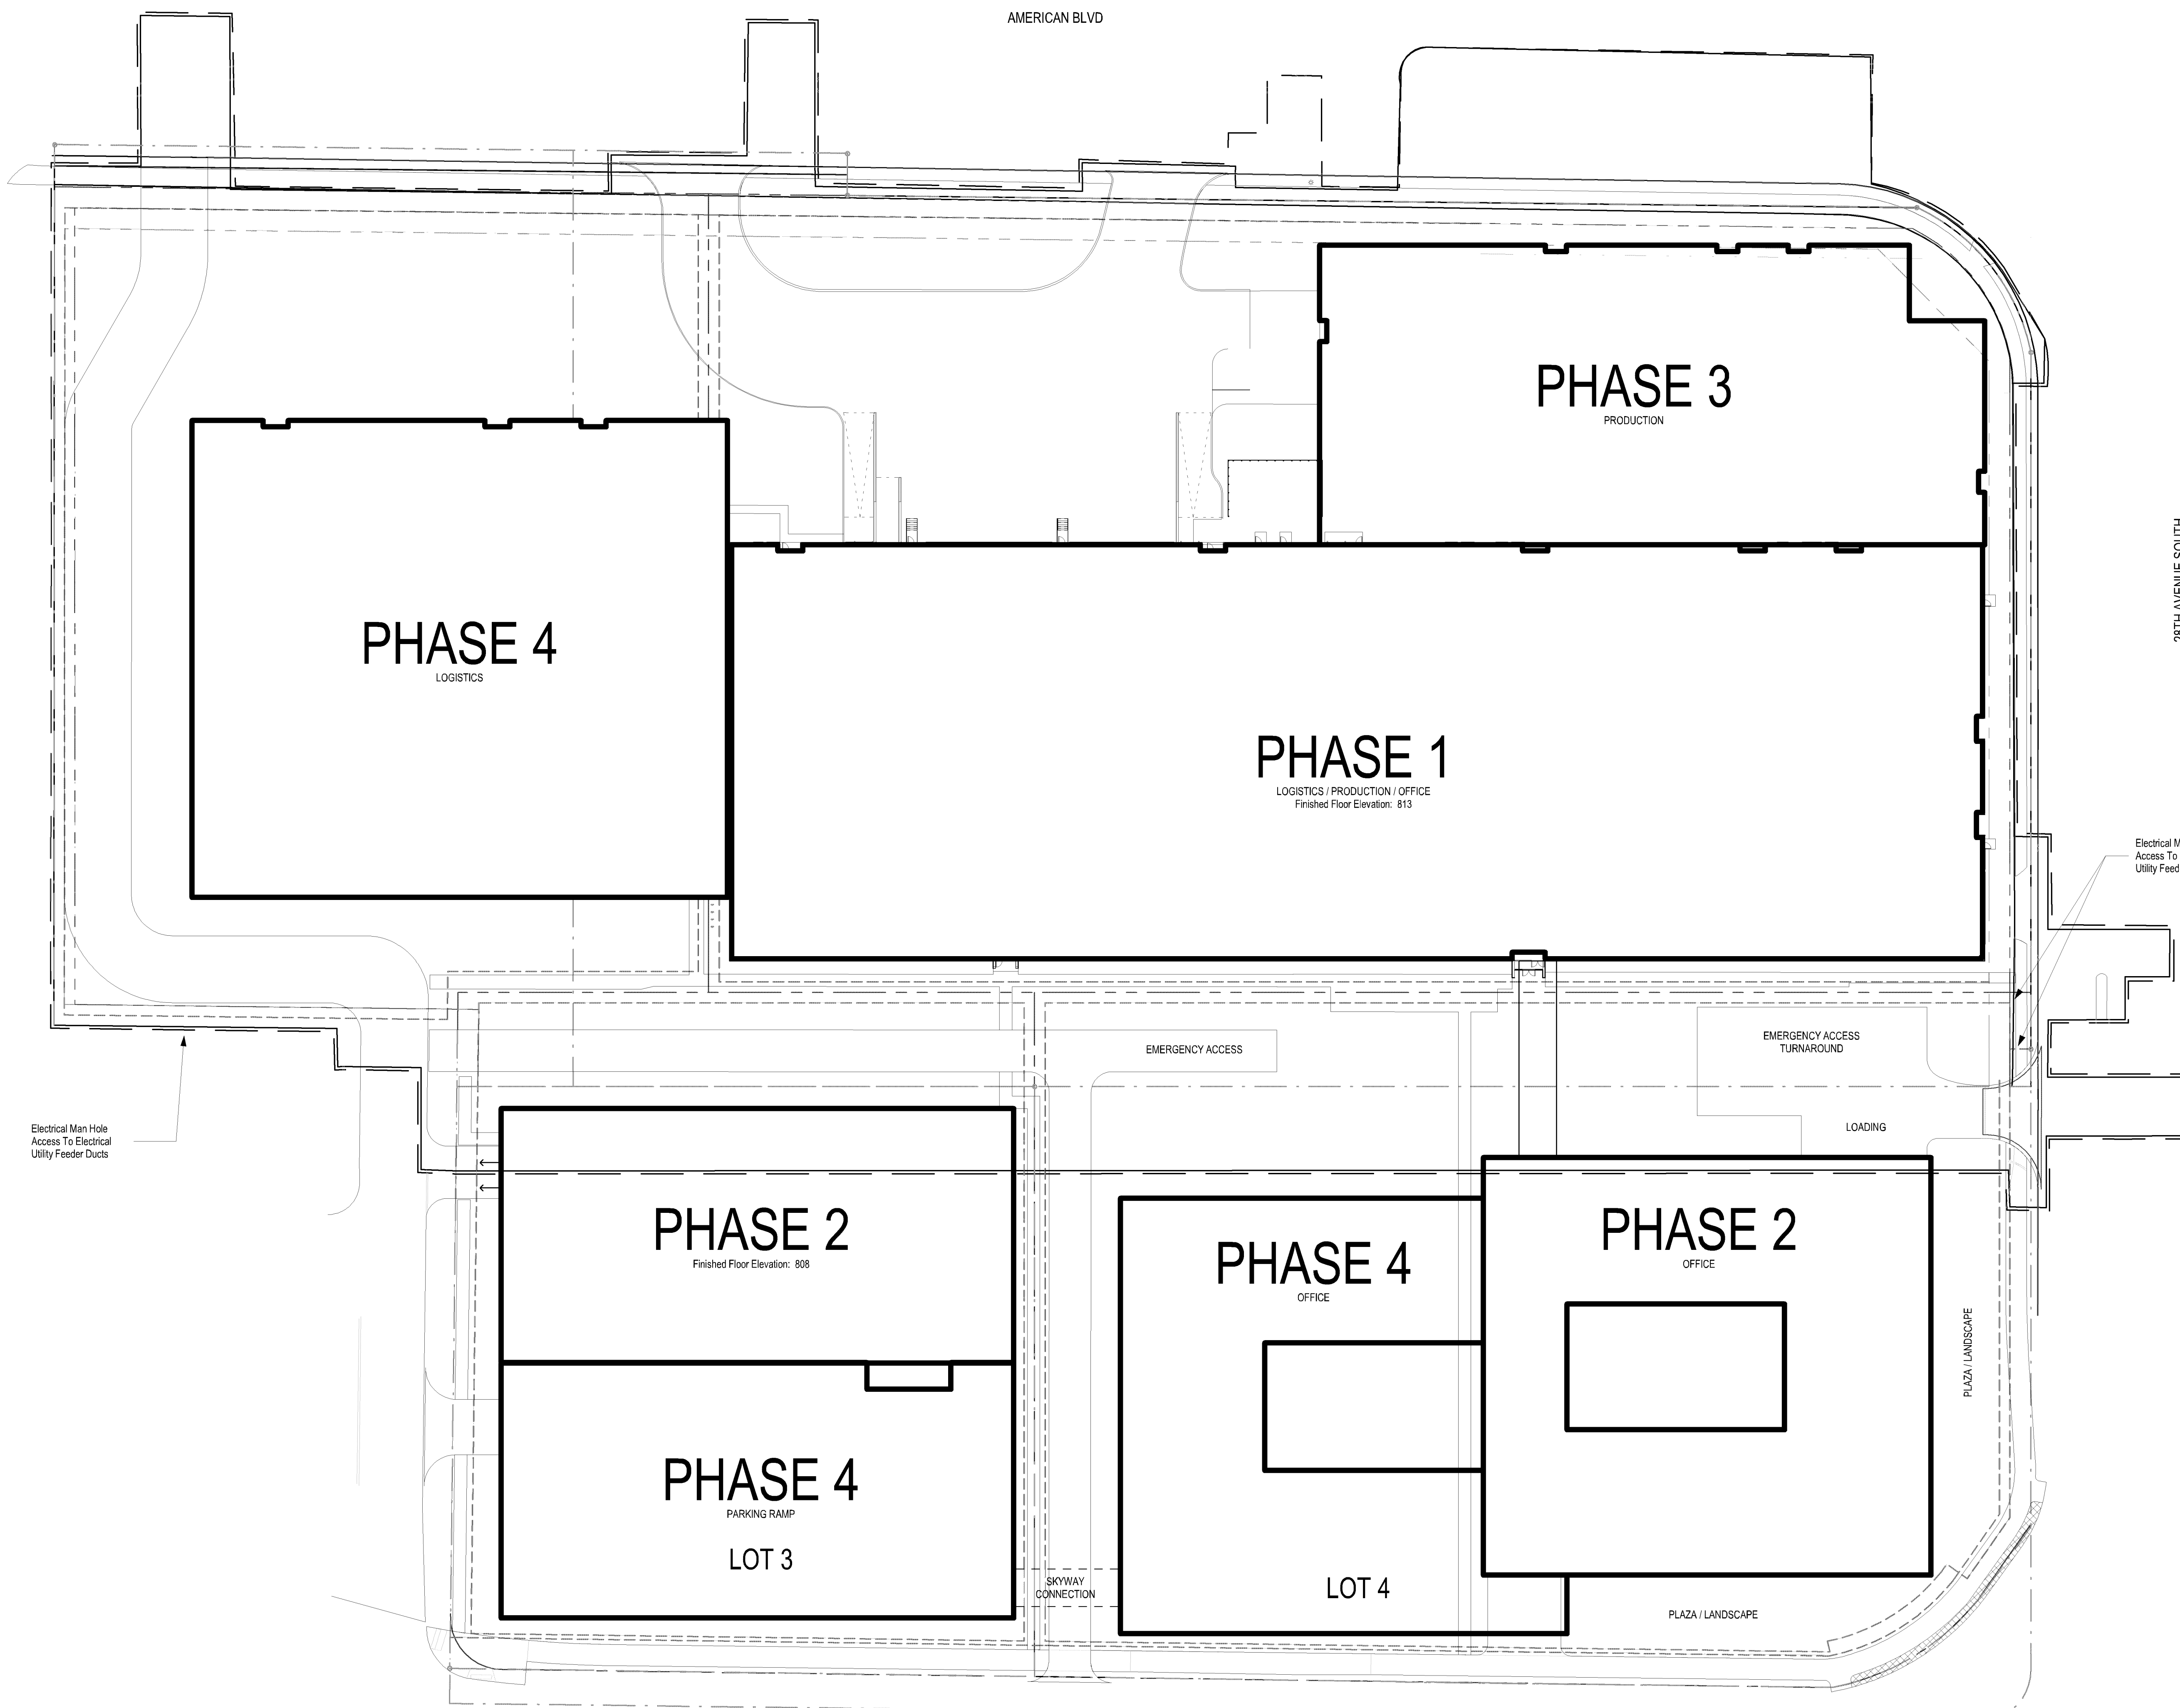 AMERICAN BLVD
PHASE 3
PRODUCTION
28TH AVENUE SOUTH
PHASE 4
LOGISTICS
PHASE 1
LOGISTICS / PRODUCTION / OFFICE
Finished Floor Elevation: 813
Electrical M
Access To
Utility Feed
EMERGENCY ACCESS
EMERGENCY ACCESS
TURNAROUND
LOADING
Electrical Man Hole
Access To Electrical
Utility Feeder Ducts
PHASE 2
Finished Floor Elevation: 808
PHASE 4
OFFICE
PHASE 2
OFFICE
PLAZA / LANDSCAPE
PHASE 4
PARKING RAMP
LOT 3
SKYWAY
CONNECTION
LOT 4
PLAZA / LANDSCAPE